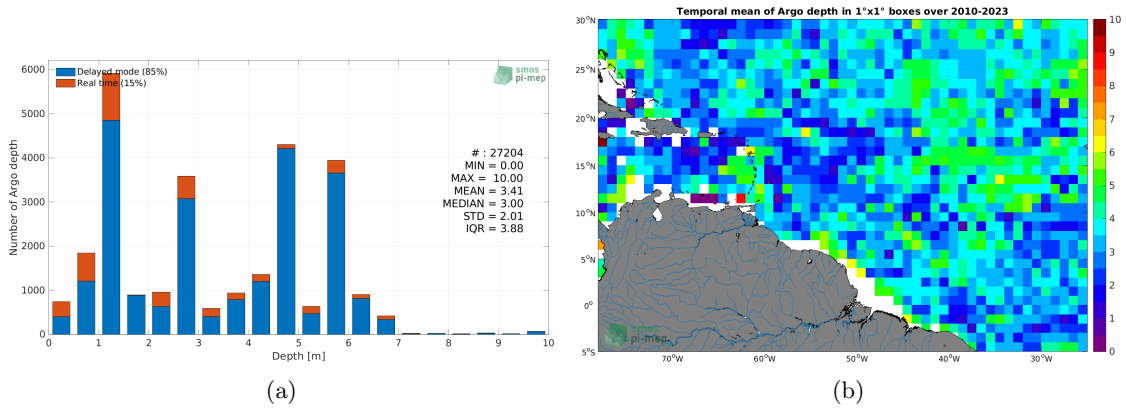 Delayed mode (85%)
Real time (15%)
smos
pi-mep
Number of Argo depth
6000
5000
4000
3000
2000
1000
0
# : 27204
MIN = 0.00
MAX = 10.00
MEAN = 3.41
MEDIAN = 3.00
STD = 2.01
IQR = 3.88
0 1 2 3 4 5 6 7 8 9 10
Depth [m]
(a)
Temporal mean of Argo depth in 1°x1° boxes over 2010-2023
30°N
25°N
20°N
15°N
10°N
5°N
0°
5°S
70°W 60°W 50°W 40°W 30°W
smos
pi-mep
10
9
8
7
6
5
4
3
2
1
0
(b)